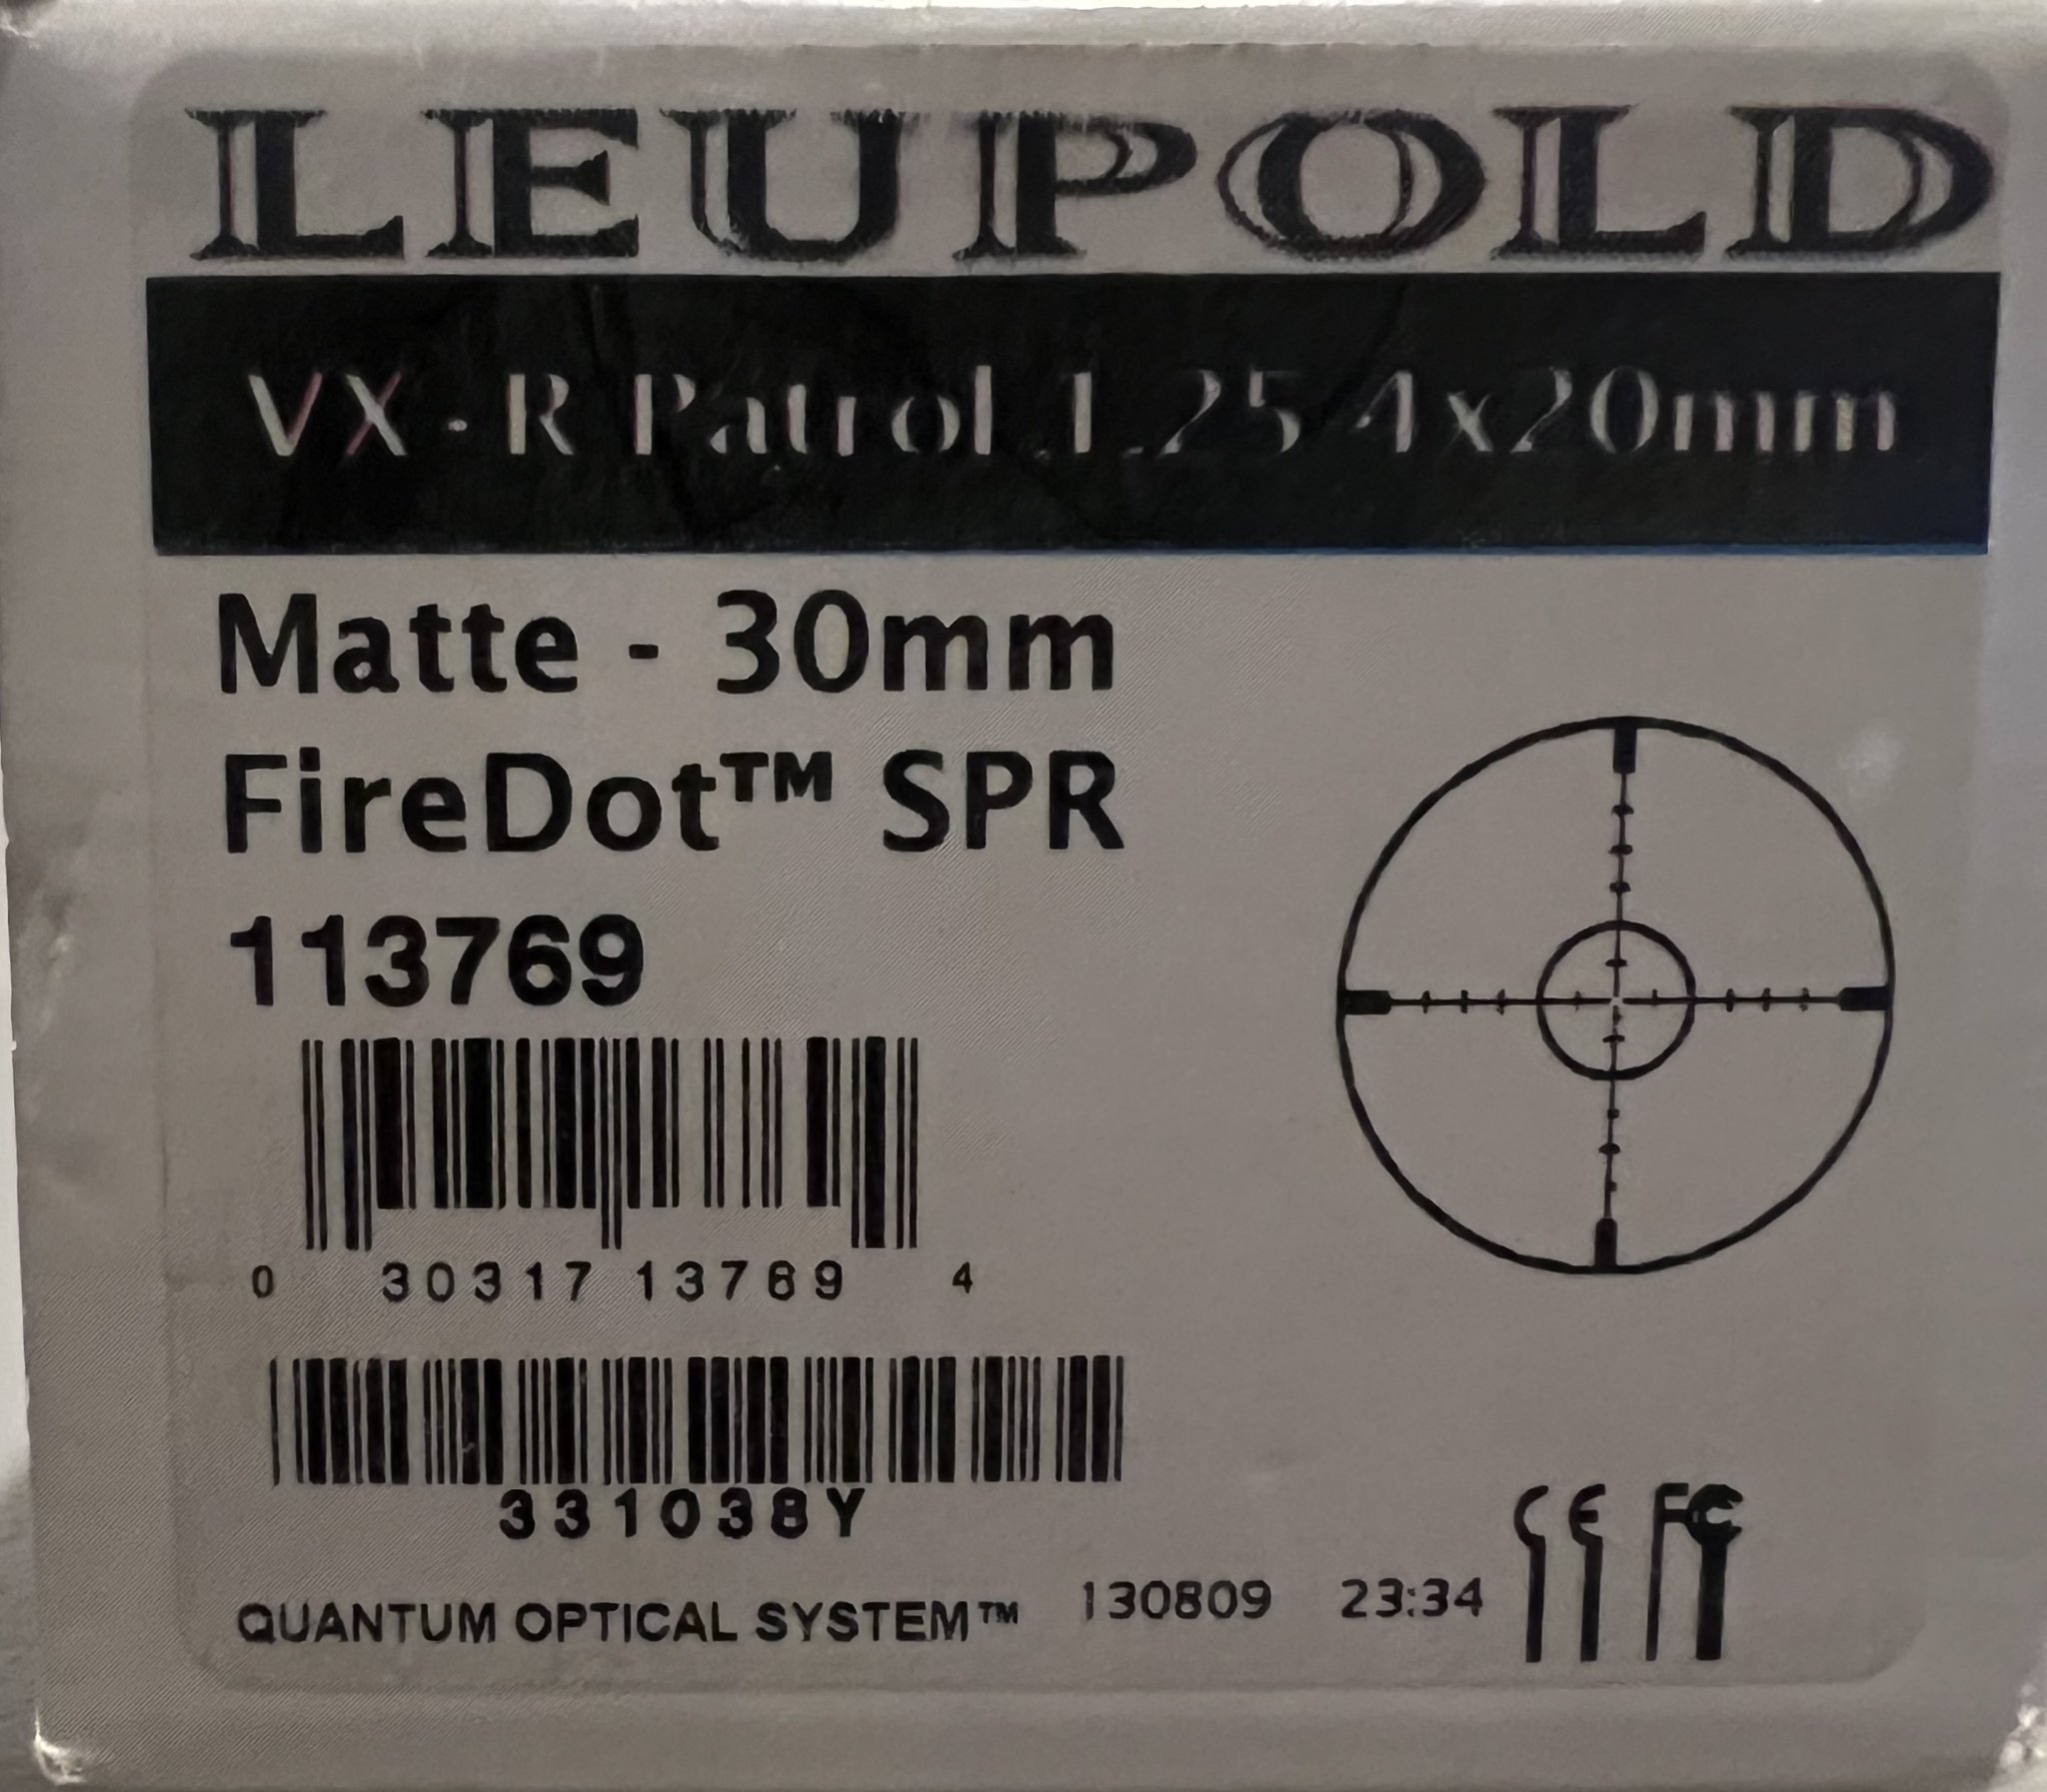 LEUPOLD
VX-R Patrol 1.25-4x20mm
Matte - 30mm
FireDot™ SPR
113769
0 30317 13769 4
331038Y
QUANTUM OPTICAL SYSTEM™ 130809 23:34 CE FC